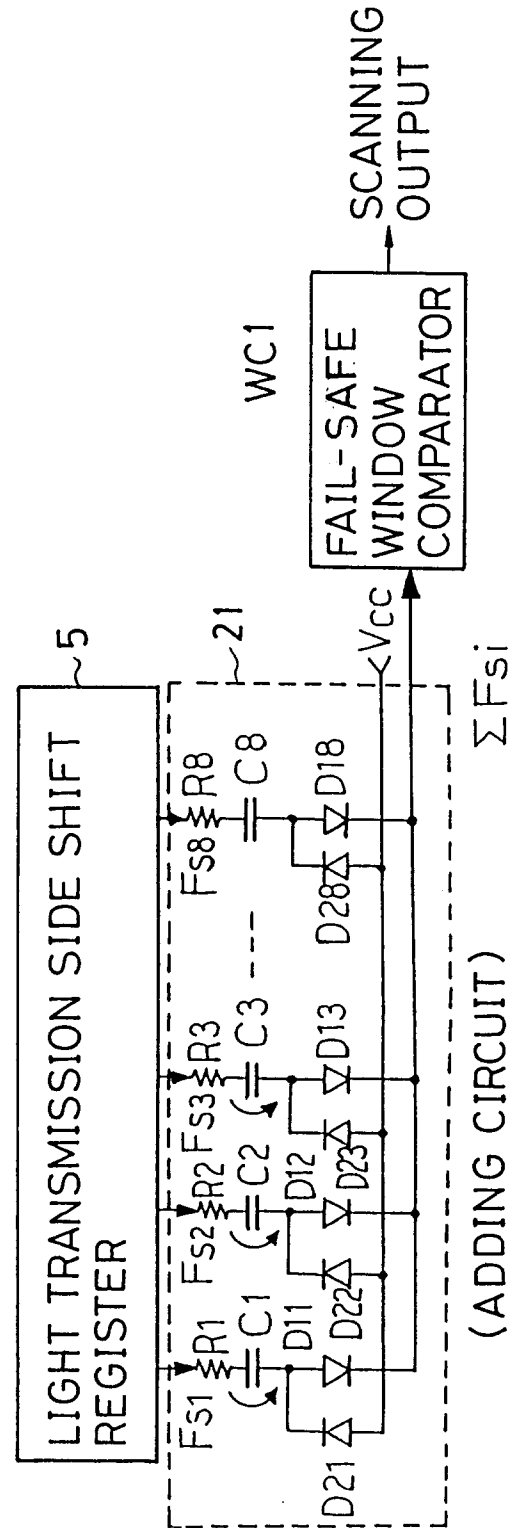 LIGHT TRANSMISSION SIDE SHIFT
REGISTER
5
21
Fs1
R1
C1
Fs2
R2
C2
Fs3
R3
C3
Fs8
R8
C8
D11
D12
D13
D18
D21
D22
D23
D28
Vcc
WC1
FAIL-SAFE
WINDOW
COMPARATOR
SCANNING
OUTPUT
(ADDING CIRCUIT)
ΣFsi